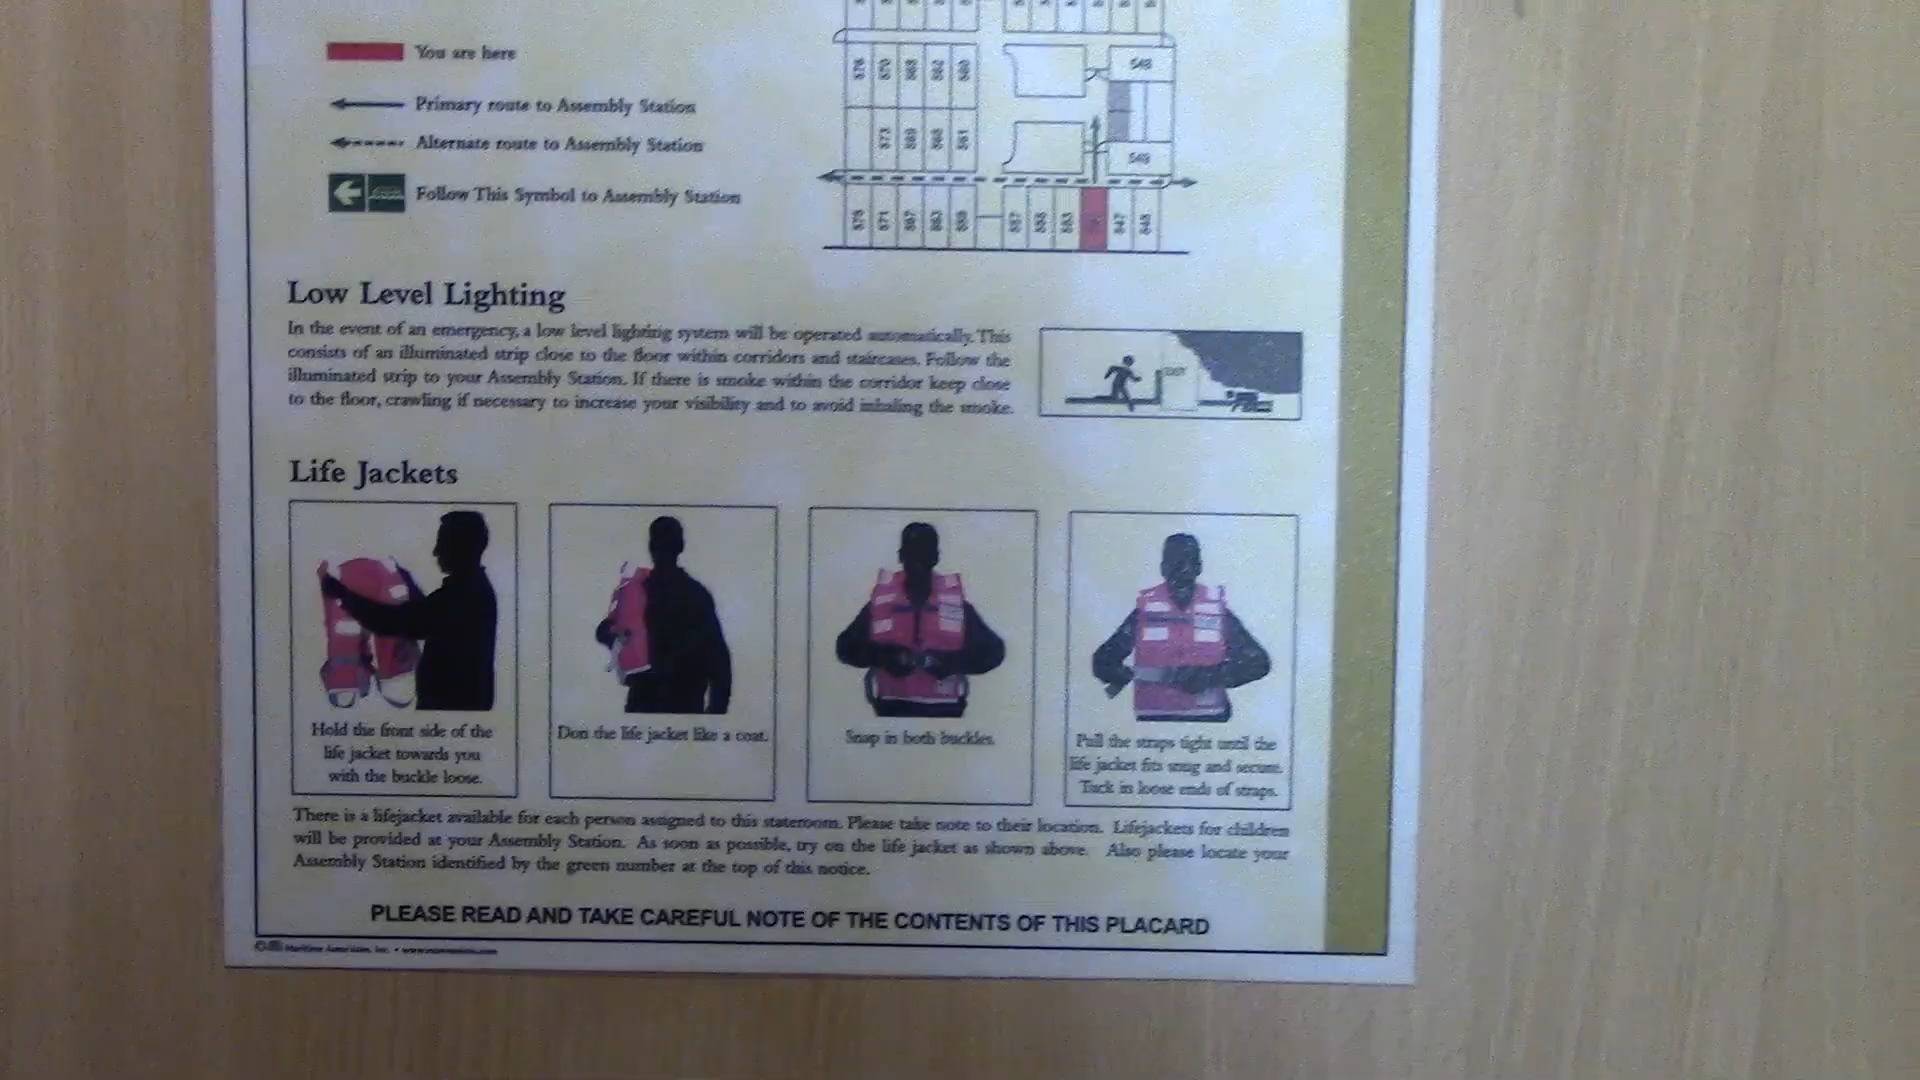 You are here
Primary route to Assembly Station
Alternate route to Assembly Station
Follow This Symbol to Assembly Station
548
549
Low Level Lighting
In the event of an emergency, a low level lighting system will be operated automatically. This
consists of an illuminated strip close to the floor within corridors and staircases. Follow the
illuminated strip to your Assembly Station. If there is smoke within the corridor keep close
to the floor, crawling if necessary to increase your visibility and to avoid inhaling the smoke.
EXIT
Life Jackets
Hold the front side of the
life jacket towards you
with the buckle loose.
Don the life jacket like a coat.
Snap in both buckles.
Pull the straps tight until the
life jacket fits snug and secure.
Tuck in loose ends of straps.
There is a lifejacket available for each person assigned to this stateroom. Please take note to their location. Lifejackets for children
will be provided at your Assembly Station. As soon as possible, try on the life jacket as shown above. Also please locate your
Assembly Station identified by the green number at the top of this notice.
PLEASE READ AND TAKE CAREFUL NOTE OF THE CONTENTS OF THIS PLACARD
Maritime Associates, Inc.